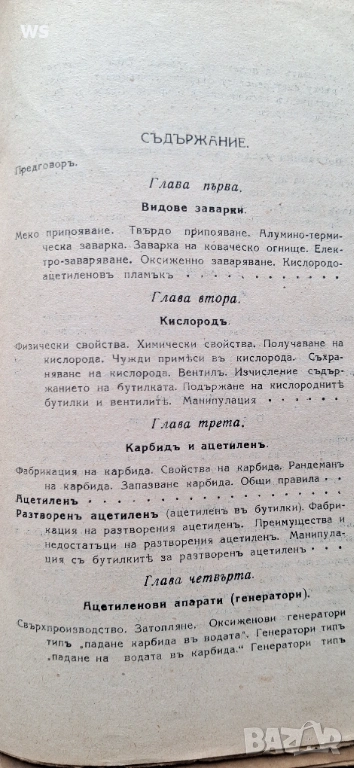 ws
СЪДЪРЖАНИЕ.
Предговоръ.
Глава първа.
Видове заварки.
Меко припояване. Твърдо припояване. Алумино-терми-
ческа заварка. Заварка на коваческо огнище. Елек-
тро-заваряване. Оксиженно заваряване. Кислородо-
ацетиленовъ пламъкъ
Глава втора.
Кислородъ.
Физически свойства. Химически свойства. Получаване на
кислорода. Чужди примѣси въ кислорода. Съхра-
няване на кислорода. Вентилъ. Изчисление съдър-
жанието на бутилката. Подържане на кислороднитѣ
бутилки и вентилитѣ. Манипулация
Глава трета.
Карбидъ и ацетиленъ.
Фабрикация на карбида. Свойства на карбида. Рандеманъ
на карбида. Запазване карбида. Общи правила
Ацетиленъ
Разтворенъ ацетиленъ (ацетиленъ въ бутилки). Фабри-
кация на разтворения ацетиленъ. Преимущества и
недостатъци на разтворения ацетиленъ. Манипула-
ция съ бутилкитѣ за разтворенъ ацетиленъ
Глава четвърта.
Ацетиленови апарати (генератори).
Свърхпроизводство. Затопляне. Оксиженови генератори
типъ „падане карбида въ водата“. Генератори типъ
„падане на водата въ карбида.“ Генератори типъ
BAZAR